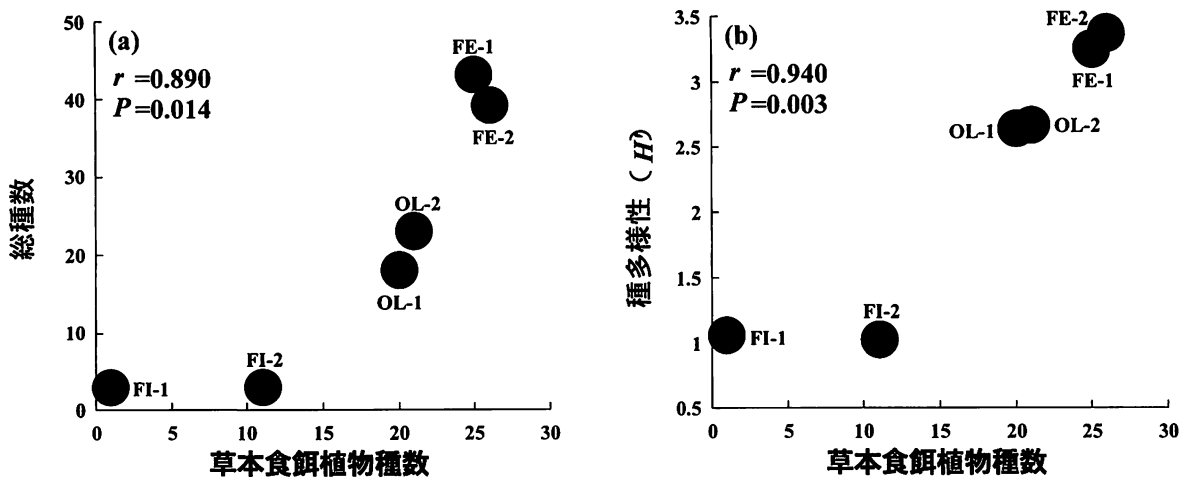 (a)
r =0.890
P=0.014
50
40
30
20
10
0
総種数
FE-1
FE-2
OL-2
OL-1
FI-2
FI-1
0 5 10 15 20 25 30
草本食餌植物種数
(b)
r =0.940
P=0.003
3.5
3
2.5
2
1.5
1
0.5
種多様性（H'）
FE-2
FE-1
OL-1
OL-2
FI-2
FI-1
0 5 10 15 20 25 30
草本食餌植物種数